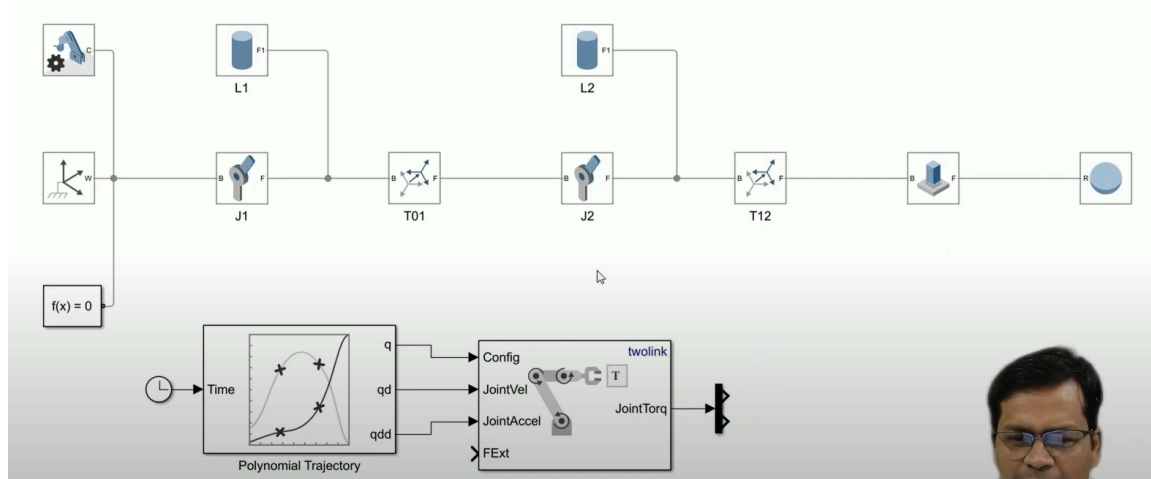 C
F1
L1
F1
L2
W
B
F
J1
B
F
T01
B
F
J2
B
F
T12
B
F
R
f(x) = 0
Time
q
qd
qdd
Polynomial Trajectory
twolink
Config
JointVel
JointAccel
FExt
T
JointTorq